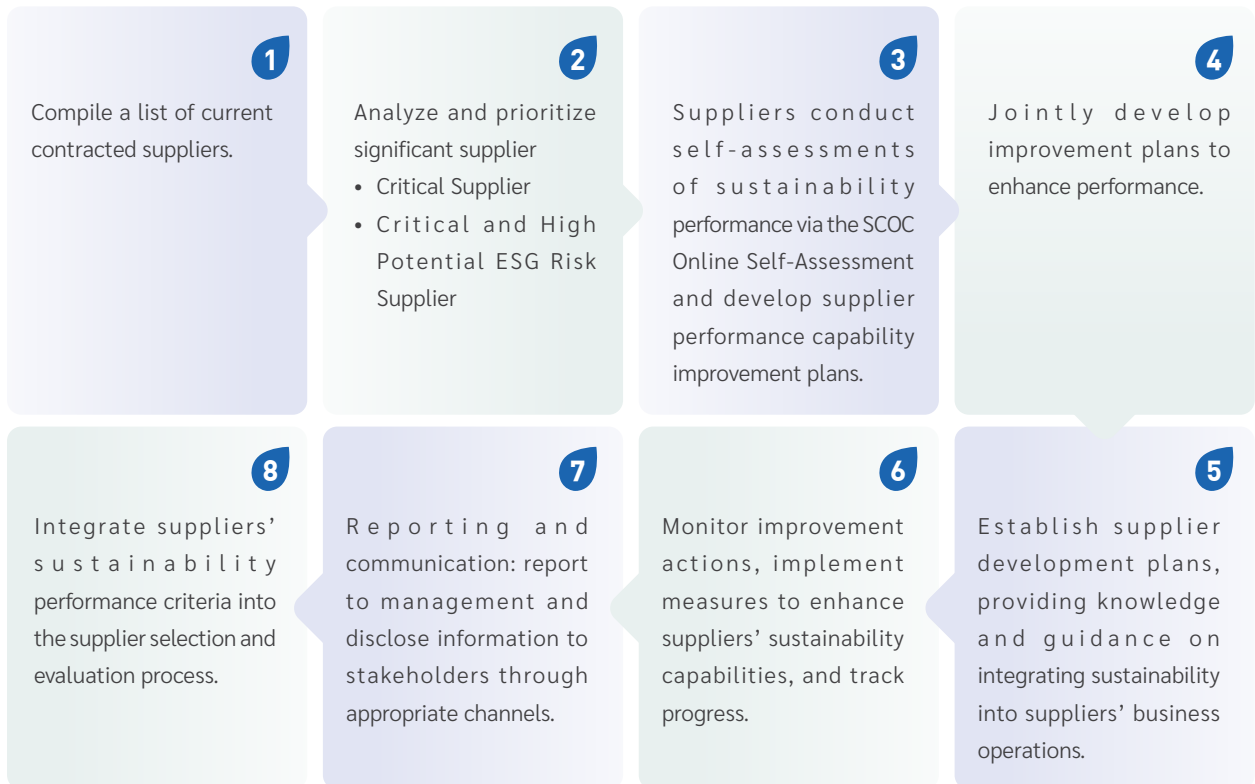 1
Compile a list of current
contracted suppliers.
2
Analyze and prioritize
significant supplier
• Critical Supplier
• Critical and High
Potential ESG Risk
Supplier
3
Suppliers conduct
self-assessments
of sustainability
performance via the SCOC
Online Self-Assessment
and develop supplier
performance capability
improvement plans.
4
Jointly develop
improvement plans to
enhance performance.
5
Establish supplier
development plans,
providing knowledge
and guidance on
integrating sustainability
into suppliers’ business
operations.
6
Monitor improvement
actions, implement
measures to enhance
suppliers’ sustainability
capabilities, and track
progress.
7
Reporting and
communication: report
to management and
disclose information to
stakeholders through
appropriate channels.
8
Integrate suppliers’
sustainability
performance criteria into
the supplier selection and
evaluation process.